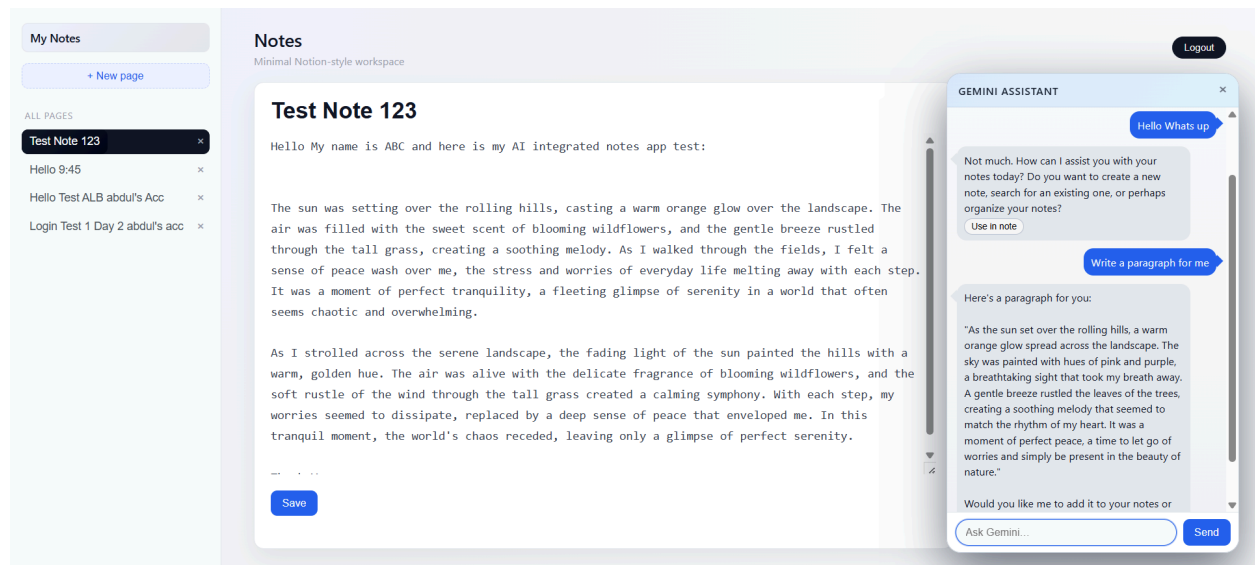 My Notes
+ New page
ALL PAGES
Test Note 123 ×
Hello 9:45 ×
Hello Test ALB abdul's Acc ×
Login Test 1 Day 2 abdul's acc ×
Notes
Minimal Notion-style workspace
Logout
Test Note 123
Hello My name is ABC and here is my AI integrated notes app test:
The sun was setting over the rolling hills, casting a warm orange glow over the landscape. The
air was filled with the sweet scent of blooming wildflowers, and the gentle breeze rustled
through the tall grass, creating a soothing melody. As I walked through the fields, I felt a
sense of peace wash over me, the stress and worries of everyday life melting away with each step.
It was a moment of perfect tranquility, a fleeting glimpse of serenity in a world that often
seems chaotic and overwhelming.
As I strolled across the serene landscape, the fading light of the sun painted the hills with a
warm, golden hue. The air was alive with the delicate fragrance of blooming wildflowers, and the
soft rustle of the wind through the tall grass created a calming symphony. With each step, my
worries seemed to dissipate, replaced by a deep sense of peace that enveloped me. In this
tranquil moment, the world's chaos receded, leaving only a glimpse of perfect serenity.
Save
GEMINI ASSISTANT ×
Hello Whats up
Not much. How can I assist you with your
notes today? Do you want to create a new
note, search for an existing one, or perhaps
organize your notes?
Use in note
Write a paragraph for me
Here's a paragraph for you:
"As the sun set over the rolling hills, a warm
orange glow spread across the landscape. The
sky was painted with hues of pink and purple,
a breathtaking sight that took my breath away.
A gentle breeze rustled the leaves of the trees,
creating a soothing melody that seemed to
match the rhythm of my heart. It was a
moment of perfect peace, a time to let go of
worries and simply be present in the beauty of
nature."
Would you like me to add it to your notes or
Ask Gemini...
Send